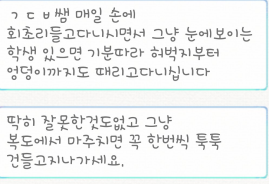 ㄱㄷㅂ쌤 매일 손에
회초리들고다니시면서 그냥 눈에보이는
학생 있으면 기분따라 허벅지부터
엉덩이까지도 때리고다니십니다
딱히 잘못한것도없고 그냥
복도에서 마주치면 꼭 한번씩 툭툭
건들고지나가세요.